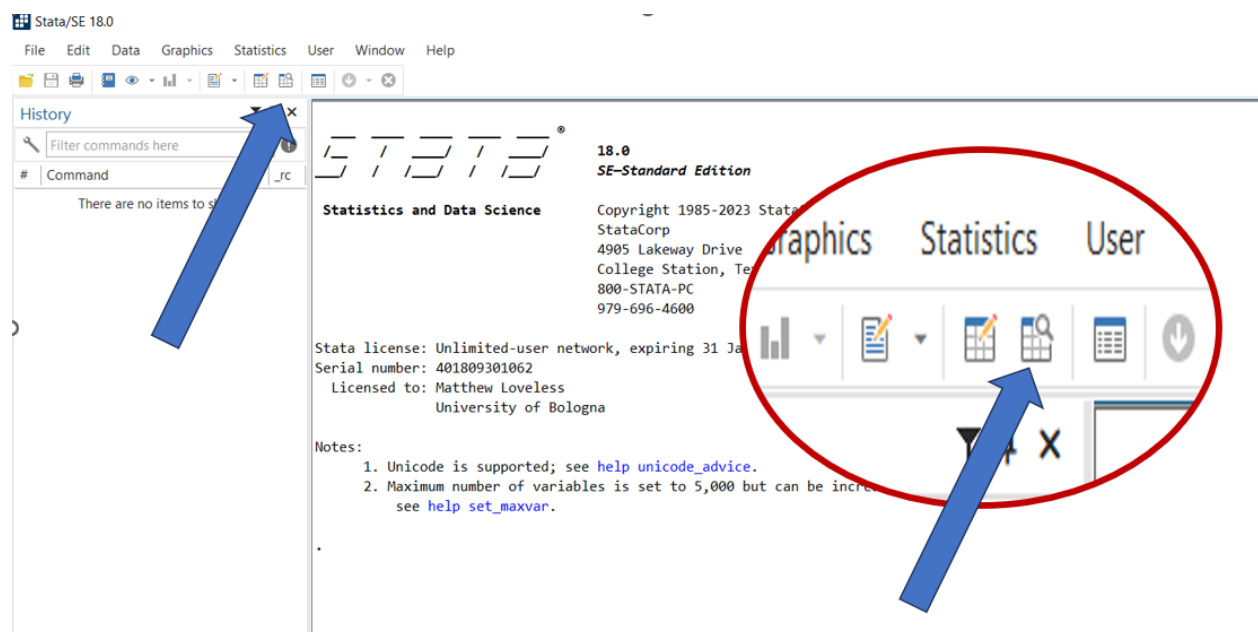 Stata/SE 18.0
File Edit Data Graphics Statistics User Window Help
History
Filter commands here
# Command _rc
There are no items to
STATA ®
18.0
SE—Standard Edition
Statistics and Data Science
Copyright 1985-2023
StataCorp
4905 Lakeway Drive
College Station,
800-STATA-PC
979-696-4600
Stata license: Unlimited-user network, expiring 31
Serial number: 401809301062
Licensed to: Matthew Loveless
University of Bologna
Notes:
1. Unicode is supported; see help unicode_advice.
2. Maximum number of variables is set to 5,000 but can be
see help set_maxvar.
.
Statistics User